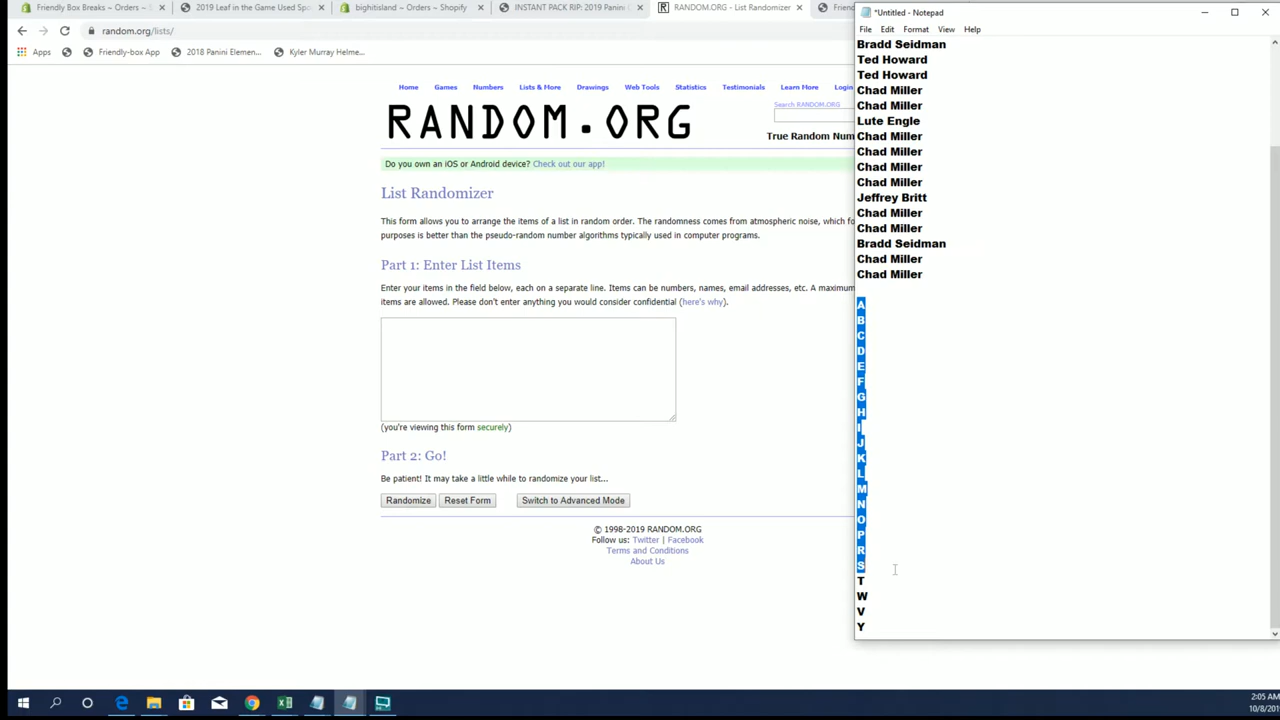 Friendly Box Breaks ~ Orders ~ 
2019 Leaf in the Game Used Spo
bighitisland ~ Orders ~ Shopify
INSTANT PACK RIP: 2019 Panini
RANDOM.ORG - List Randomizer
Frien
random.org/lists/
Apps
Friendly-box App
2018 Panini Elemen...
Kyler Murray Helme...
Home
Games
Numbers
Lists & More
Drawings
Web Tools
Statistics
Testimonials
Learn More
Login
RANDOM.ORG
Search RANDOM.ORG
True Random Num
Do you own an iOS or Android device? Check out our app!
List Randomizer
This form allows you to arrange the items of a list in random order. The randomness comes from atmospheric noise, which fo
purposes is better than the pseudo-random number algorithms typically used in computer programs.
Part 1: Enter List Items
Enter your items in the field below, each on a separate line. Items can be numbers, names, email addresses, etc. A maximum
items are allowed. Please don't enter anything you would consider confidential (here's why).
(you're viewing this form securely)
Part 2: Go!
Be patient! It may take a little while to randomize your list...
Randomize
Reset Form
Switch to Advanced Mode
© 1998-2019 RANDOM.ORG
Follow us: Twitter | Facebook
Terms and Conditions
About Us
*Untitled - Notepad
File Edit Format View Help
Bradd Seidman
Ted Howard
Ted Howard
Chad Miller
Chad Miller
Lute Engle
Chad Miller
Chad Miller
Chad Miller
Chad Miller
Jeffrey Britt
Chad Miller
Chad Miller
Bradd Seidman
Chad Miller
Chad Miller
A
B
C
D
E
F
G
H
I
J
K
L
M
N
O
P
R
S
T
W
V
Y
2:05 AM
10/8/201